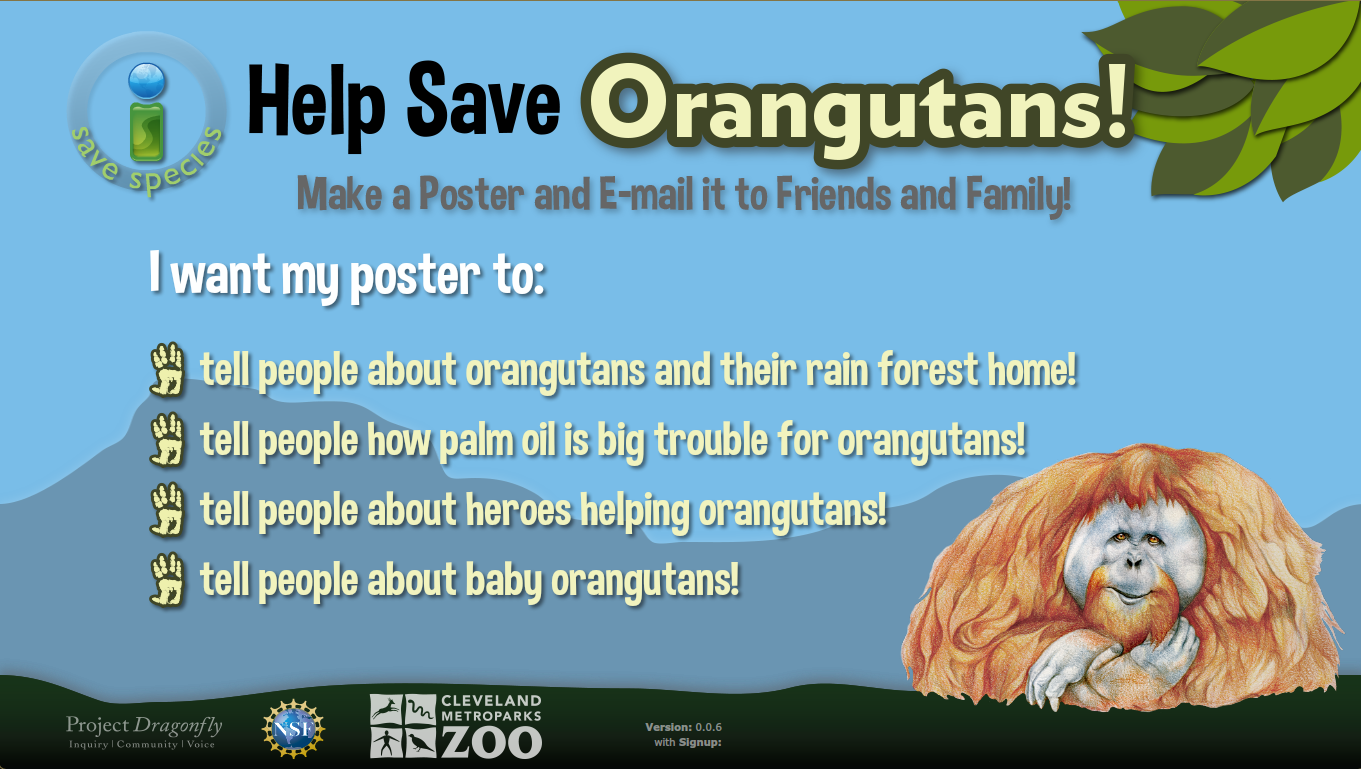 Help Save Orangutans!
save species
Make a Poster and E-mail it to Friends and Family!
I want my poster to:
tell people about orangutans and their rain forest home!
tell people how palm oil is big trouble for orangutans!
tell people about heroes helping orangutans!
tell people about baby orangutans!
Project Dragonfly
Inquiry | Community | Voice
NSF
CLEVELAND
METROPARKS
ZOO
Version: 0.0.6
with Signup: